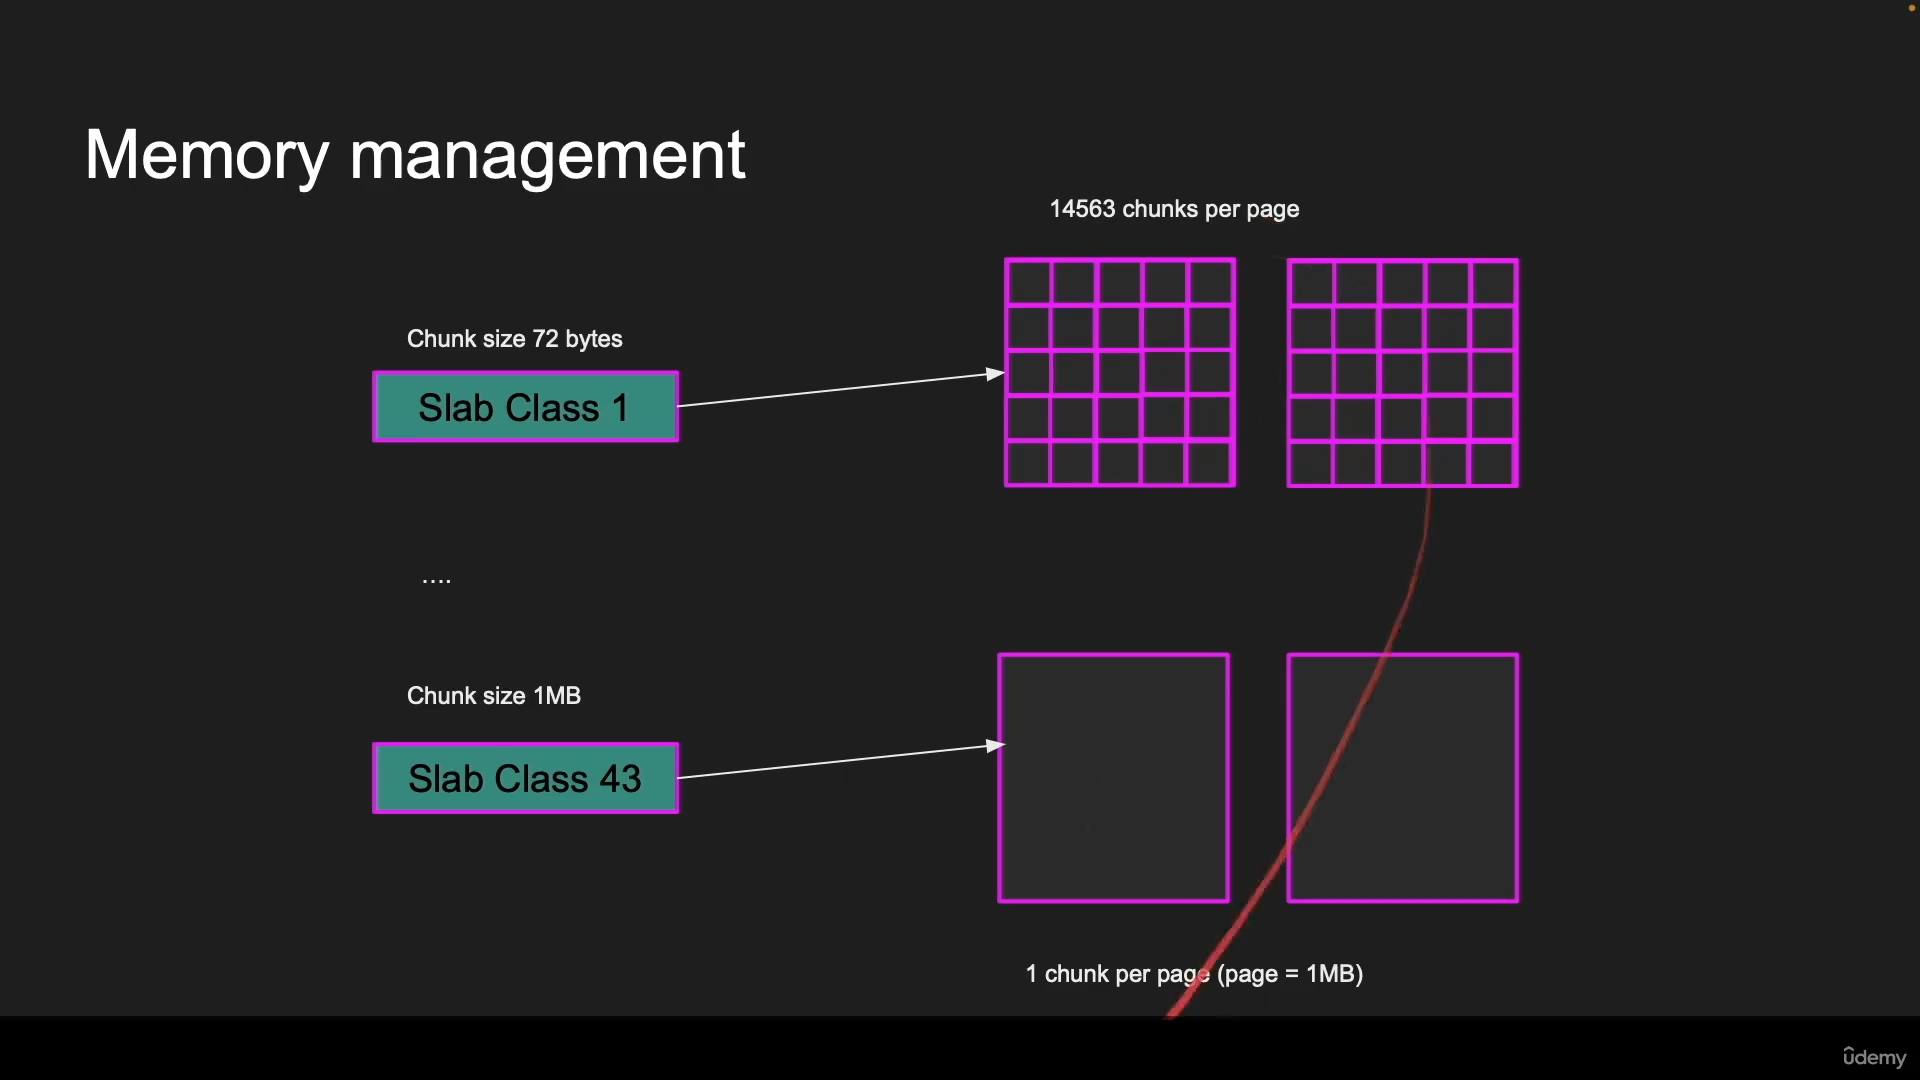 Memory management
14563 chunks per page
Chunk size 72 bytes
Slab Class 1
....
Chunk size 1MB
Slab Class 43
1 chunk per page (page = 1MB)
ûdemy